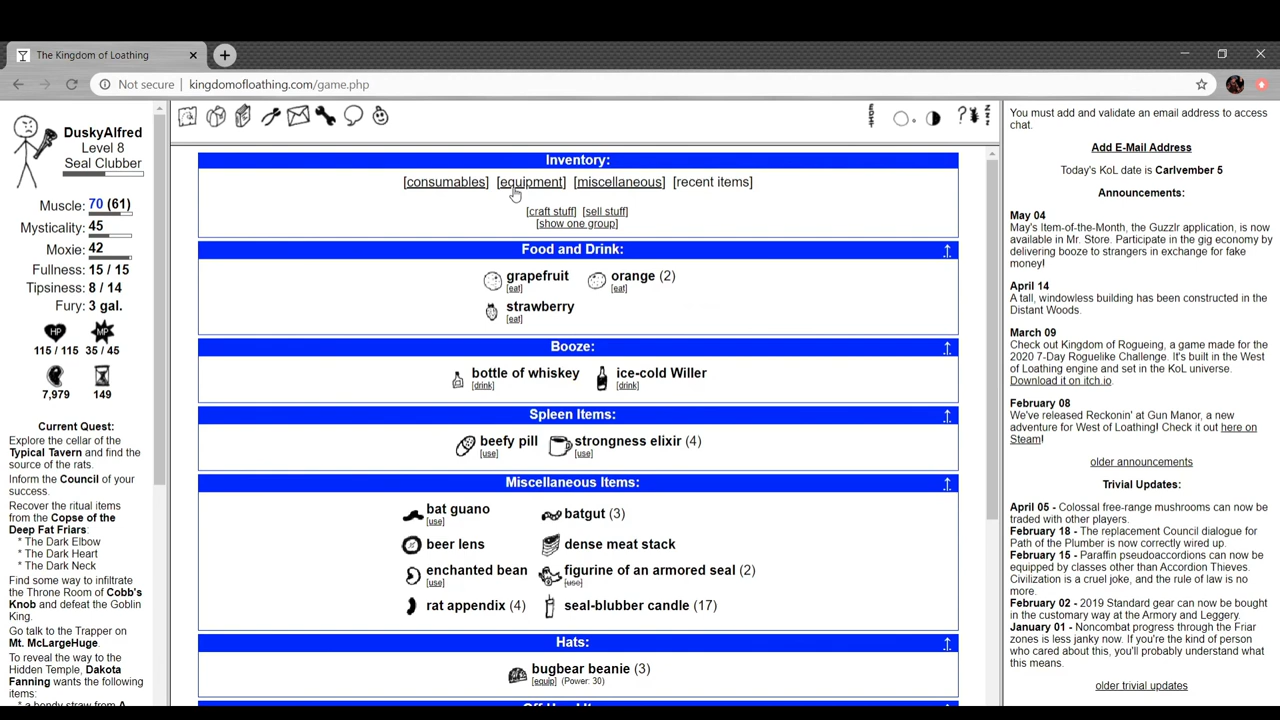 The Kingdom of Loathing
Not secure | kingdomofloathing.com/game.php
DuskyAlfred
Level 8
Seal Clubber
Muscle: 70 (61)
Mysticality: 45
Moxie: 42
Fullness: 15 / 15
Tipsiness: 8 / 14
Fury: 3 gal.
HP MP
115 / 115 35 / 45
7,979 149
Current Quest:
Explore the cellar of the
Typical Tavern and find the
source of the rats.
Inform the Council of your
success.
Recover the ritual items
from the Copse of the
Deep Fat Friars:
* The Dark Elbow
* The Dark Heart
* The Dark Neck
Find some way to infiltrate
the Throne Room of Cobb's
Knob and defeat the Goblin
King.
Go talk to the Trapper on
Mt. McLargeHuge.
To reveal the way to the
Hidden Temple, Dakota
Fanning wants the following
items:
Inventory:
[consumables] [equipment] [miscellaneous] [recent items]
[craft stuff] [sell stuff]
[show one group]
Food and Drink:
grapefruit orange (2)
[eat] [eat]
strawberry
[eat]
Booze:
bottle of whiskey ice-cold Willer
[drink] [drink]
Spleen Items:
beefy pill strongness elixir (4)
[use] [use]
Miscellaneous Items:
bat guano batgut (3)
[use]
beer lens dense meat stack
enchanted bean figurine of an armored seal (2)
[use] [use]
rat appendix (4) seal-blubber candle (17)
Hats:
bugbear beanie (3)
[equip] (Power: 30)
You must add and validate an email address to access
chat.
Add E-Mail Address
Today's KoL date is Carlvember 5
Announcements:
May 04
May's Item-of-the-Month, the Guzzlr application, is now
available in Mr. Store. Participate in the gig economy by
delivering booze to strangers in exchange for fake
money!
April 14
A tall, windowless building has been constructed in the
Distant Woods.
March 09
Check out Kingdom of Rogueing, a game made for the
2020 7-Day Roguelike Challenge. It's built in the West
of Loathing engine and set in the KoL universe.
Download it on itch.io.
February 08
We've released Reckonin' at Gun Manor, a new
adventure for West of Loathing! Check it out here on
Steam!
older announcements
Trivial Updates:
April 05 - Colossal free-range mushrooms can now be
traded with other players.
February 18 - The replacement Council dialogue for
Path of the Plumber is now correctly wired up.
February 15 - Paraffin pseudoaccordions can now be
equipped by classes other than Accordion Thieves.
Civilization is a cruel joke, and the rule of law is no
more.
February 02 - 2019 Standard gear can now be bought
in the customary way at the Armory and Leggery.
January 01 - Noncombat progress through the Friar
zones is less janky now. If you're the kind of person
who cared about this, you'll probably understand what
this means.
older trivial updates